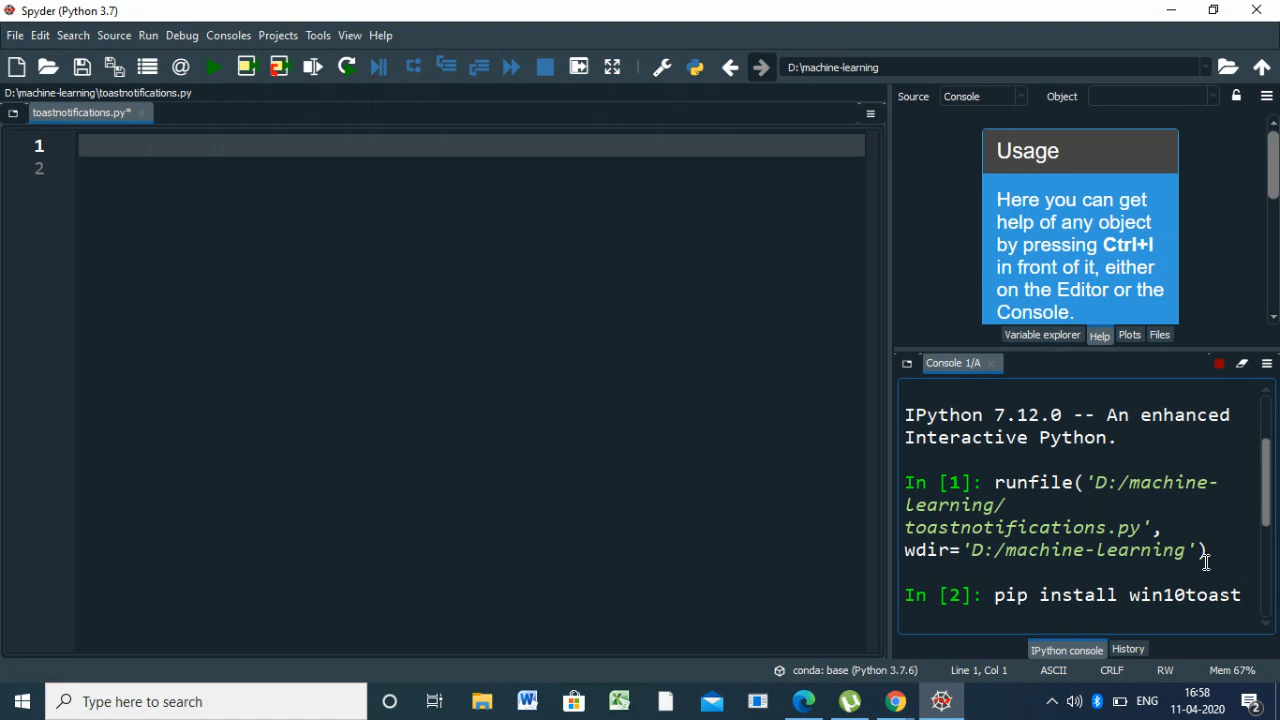 Spyder (Python 3.7)
File Edit Search Source Run Debug Consoles Projects Tools View Help
D:\machine-learning
D:\machine-learning\toastnotifications.py
toastnotifications.py*
1
2
Source Console Object
Usage
Here you can get
help of any object
by pressing Ctrl+I
in front of it, either
on the Editor or the
Console.
Variable explorer Help Plots Files
Console 1/A
IPython 7.12.0 -- An enhanced
Interactive Python.
In [1]: runfile('D:/machine-
learning/
toastnotifications.py',
wdir='D:/machine-learning')
In [2]: pip install win10toast
IPython console History
conda: base (Python 3.7.6) Line 1, Col 1 ASCII CRLF RW Mem 67%
Type here to search
ENG
16:58
11-04-2020
2